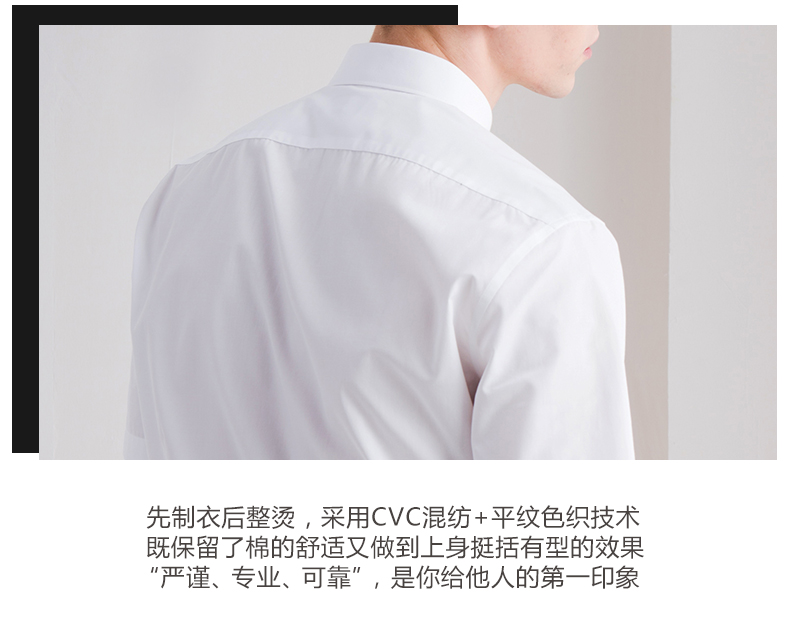 先制衣后整烫，采用CVC混纺+平纹色织技术
既保留了棉的舒适又做到上身挺括有型的效果
“严谨、专业、可靠”，是你给他人的第一印象